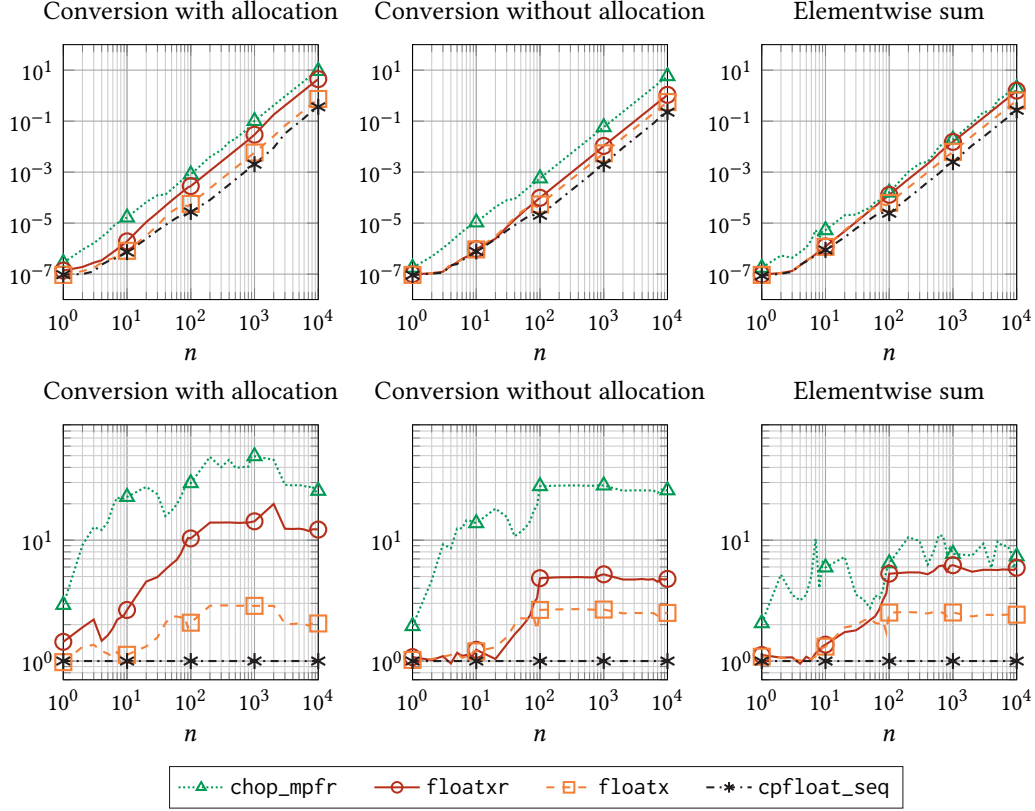 Conversion with allocation
Conversion without allocation
Elementwise sum
10^1
10^-1
10^-3
10^-5
10^-7
10^0 10^1 10^2 10^3 10^4
n
10^1
10^-1
10^-3
10^-5
10^-7
10^0 10^1 10^2 10^3 10^4
n
10^1
10^-1
10^-3
10^-5
10^-7
10^0 10^1 10^2 10^3 10^4
n
Conversion with allocation
Conversion without allocation
Elementwise sum
10^1
10^0
10^0 10^1 10^2 10^3 10^4
n
10^1
10^0
10^0 10^1 10^2 10^3 10^4
n
10^1
10^0
10^0 10^1 10^2 10^3 10^4
n
chop_mpfr floatxr floatx cpfloat_seq